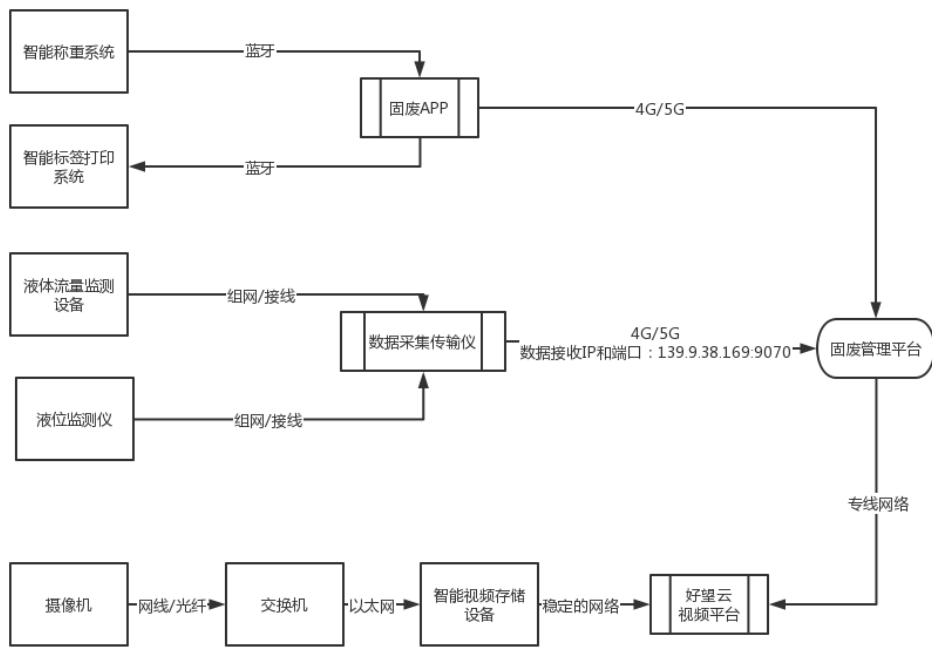 智能称重系统
蓝牙
固废APP
4G/5G
智能标签打印
系统
蓝牙
液体流量监测
设备
组网/接线
数据采集传输仪
4G/5G
数据接收IP和端口：139.9.38.169:9070
固废管理平台
液位监测仪
组网/接线
专线网络
摄像机
网线/光纤
交换机
以太网
智能视频存储
设备
稳定的网络
好望云
视频平台